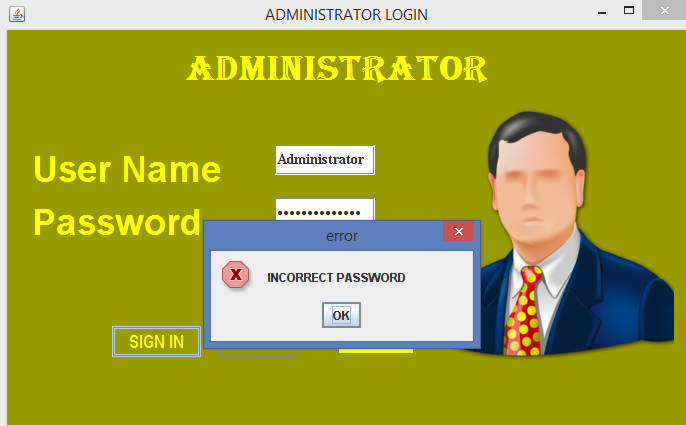 ADMINISTRATOR LOGIN
ADMINISTRATOR
User Name
Administrator
Password
••••••••••••••
error
INCORRECT PASSWORD
OK
SIGN IN